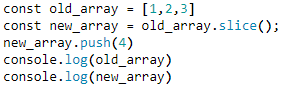 const old_array = [1,2,3]
const new_array = old_array.slice();
new_array.push(4)
console.log(old_array)
console.log(new_array)